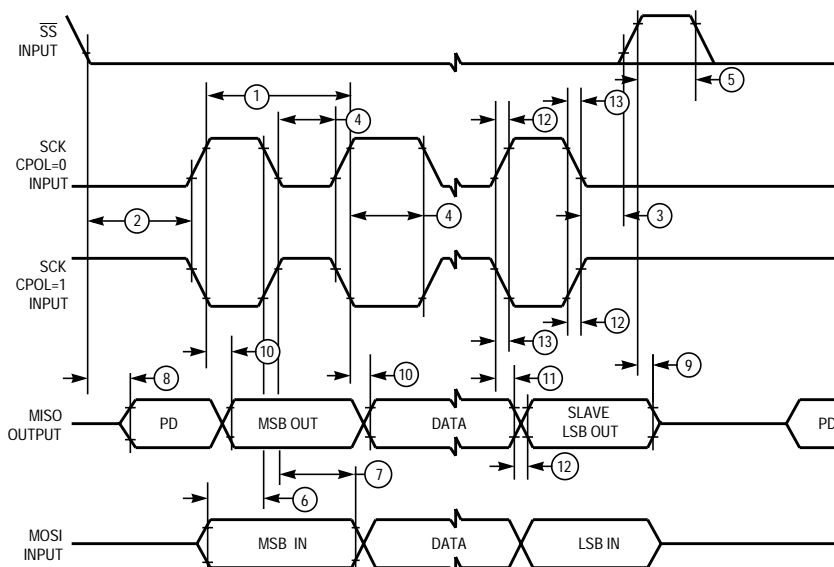 SS
INPUT
5
1
13
4
12
SCK
CPOL=0
INPUT
2
4
3
SCK
CPOL=1
INPUT
12
13
10
10
9
8
11
MISO
OUTPUT
PD
MSB OUT
DATA
SLAVE
LSB OUT
PD
7
12
6
MOSI
INPUT
MSB IN
DATA
LSB IN